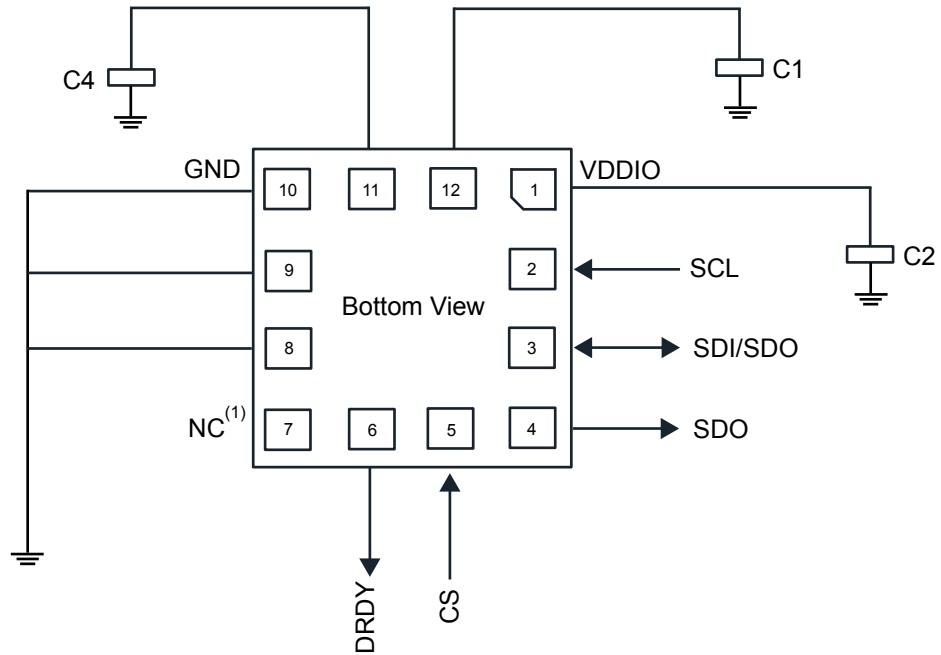 C4
C1
GND
VDDIO
10
11
12
1
C2
9
2
SCL
Bottom View
8
3
SDI/SDO
NC(1)
7
6
5
4
SDO
DRDY
CS